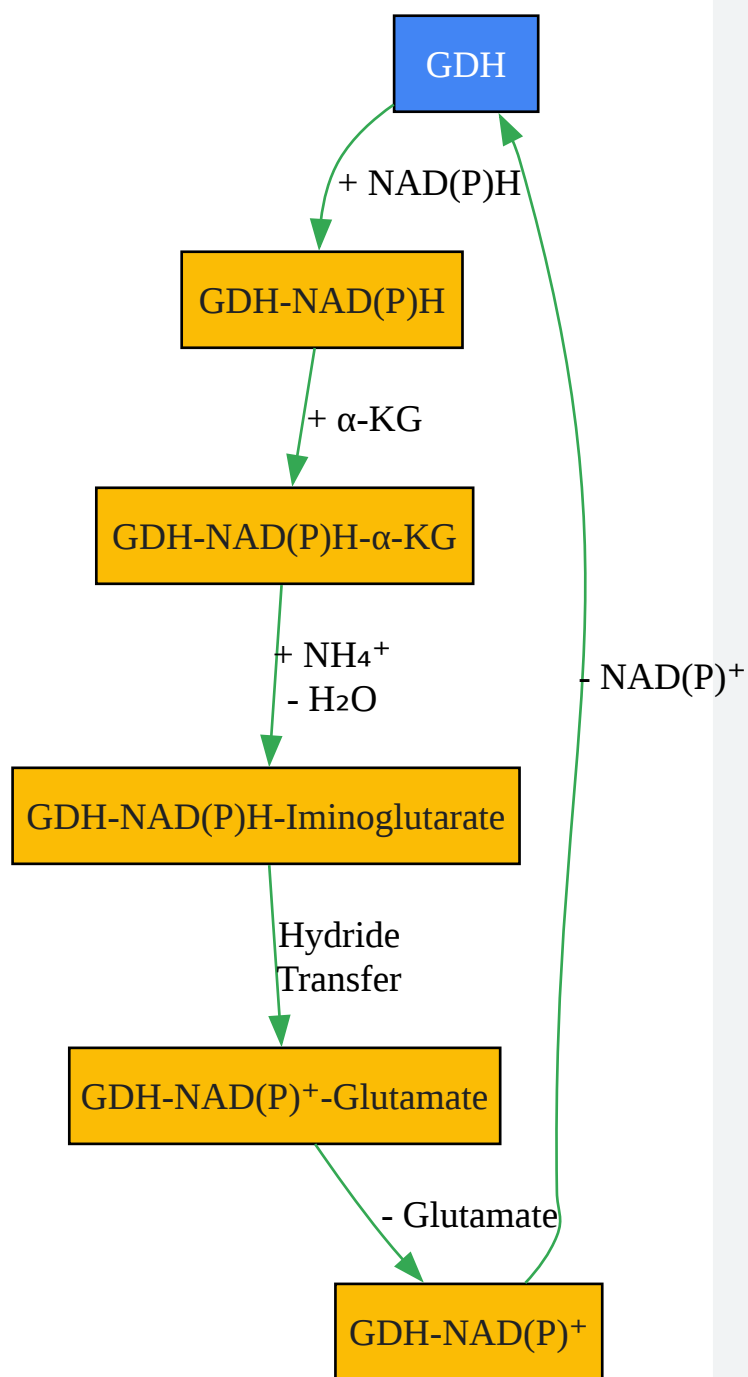 GDH
+ NAD(P)H
GDH-NAD(P)H
+ α-KG
GDH-NAD(P)H-α-KG
+ NH₄⁺
- H₂O
- NAD(P)⁺
GDH-NAD(P)H-Iminoglutarate
Hydride
Transfer
GDH-NAD(P)⁺-Glutamate
- Glutamate
GDH-NAD(P)⁺